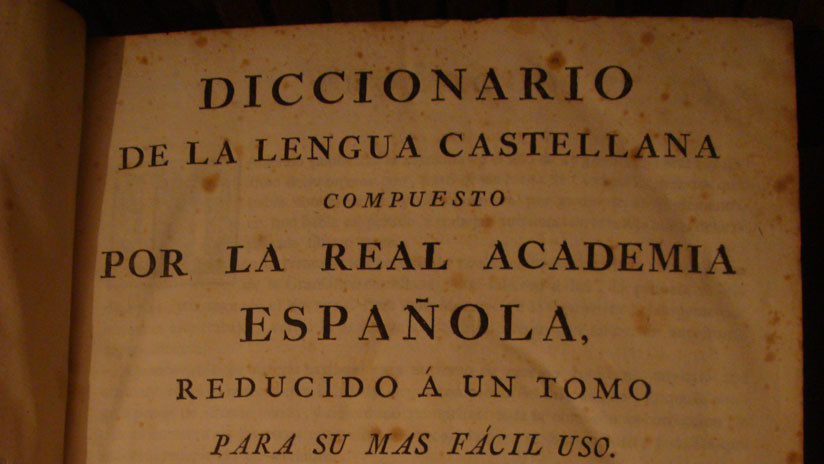 DICCIONARIO
DE LA LENGUA CASTELLANA
COMPUESTO
POR LA REAL ACADEMIA
ESPAÑOLA,
REDUCIDO Á UN TOMO
PARA SU MAS FÁCIL USO.